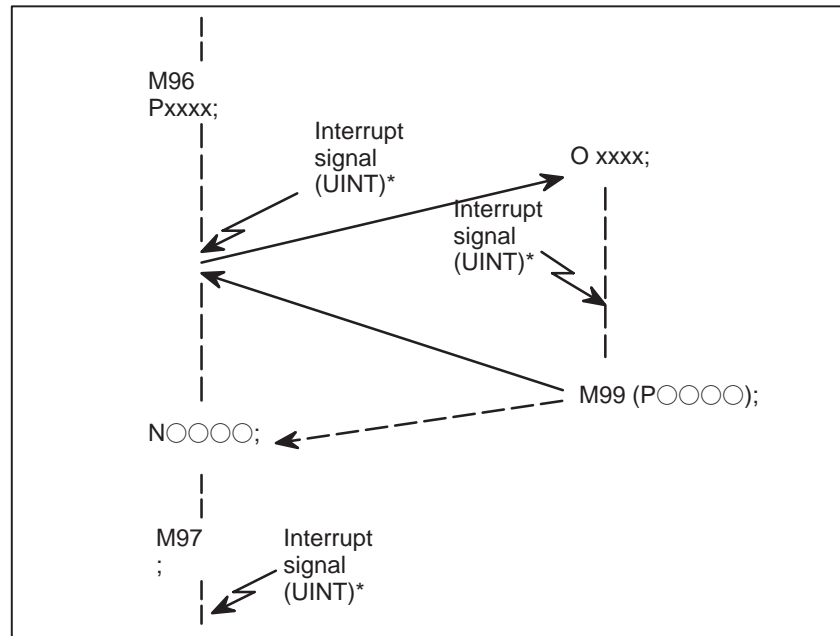 M96
Pxxxx;
Interrupt
signal
(UINT)*
O xxxx;
Interrupt
signal
(UINT)*
M99 (P○○○○);
N○○○○;
M97
;
Interrupt
signal
(UINT)*